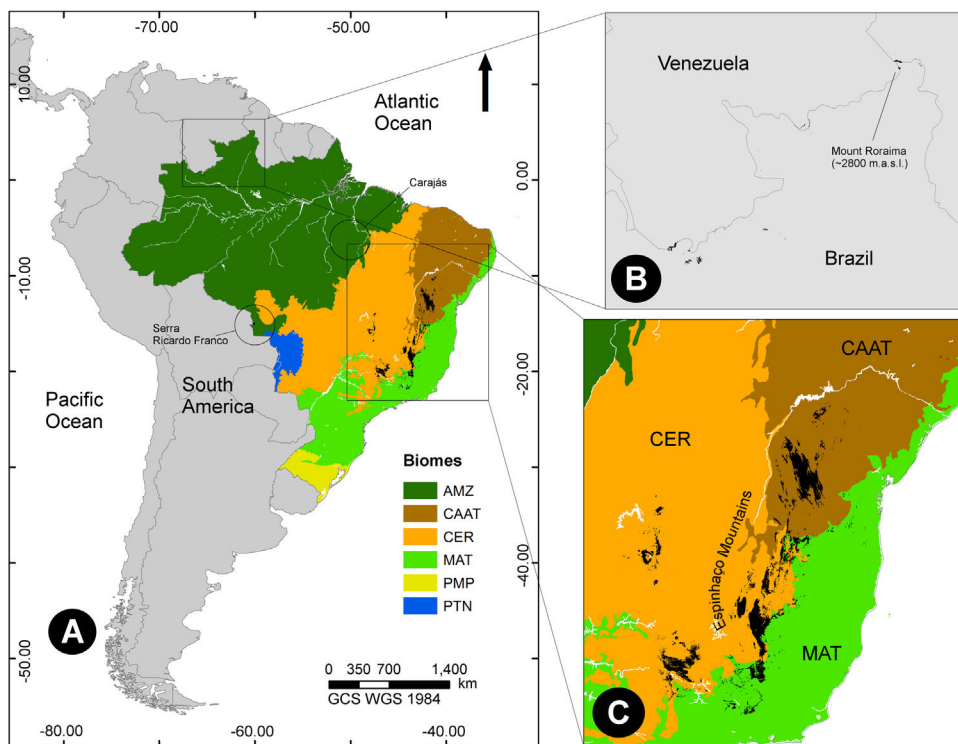 -70.00
-50.00
10.00
0.00
-10.00
-20.00
-40.00
-50.00
-80.00
-60.00
-40.00
Atlantic
Ocean
Carajás
Serra
Ricardo Franco
Pacific
Ocean
South
America
Biomes
AMZ
CAAT
CER
MAT
PMP
PTN
0 350 700 1,400
km
GCS WGS 1984
A
Venezuela
Mount Roraima
(~2800 m.a.s.l.)
Brazil
B
CAAT
CER
Espinhaço Mountains
MAT
C